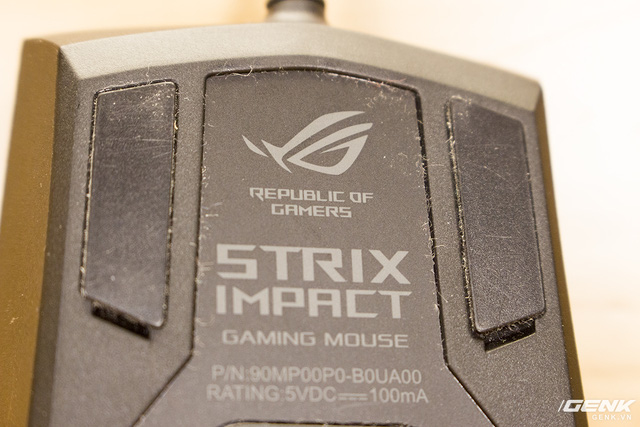 REPUBLIC OF
GAMERS
STRIX
IMPACT
GAMING MOUSE
P/N:90MP00P0-B0UA00
RATING:5VDC⎓100mA
GENK
GENK.VN